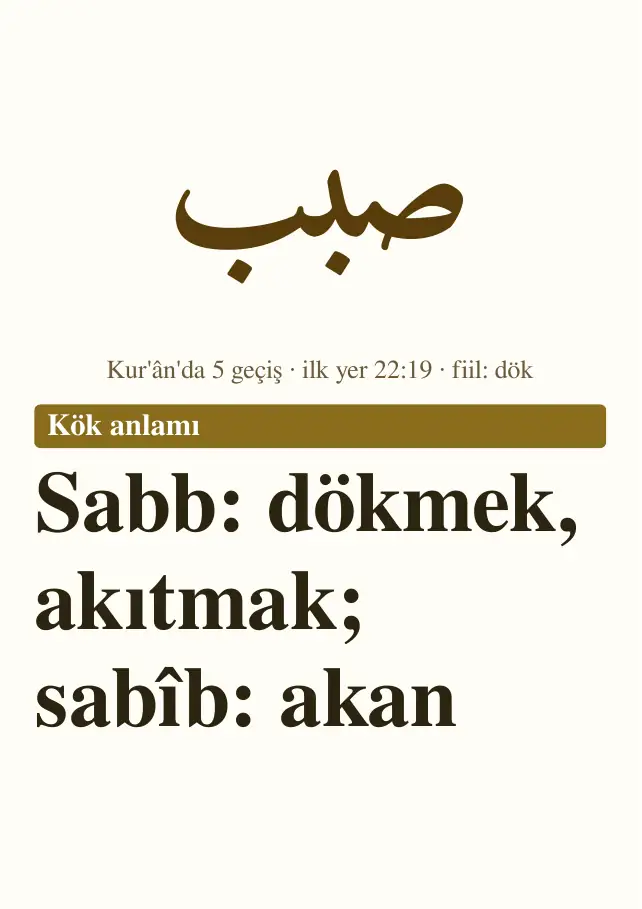 صبب
Kur'ân'da 5 geçiş · ilk yer 22:19 · fiil: dök
Kök anlamı
Sabb: dökmek,
akıtmak;
sabîb: akan